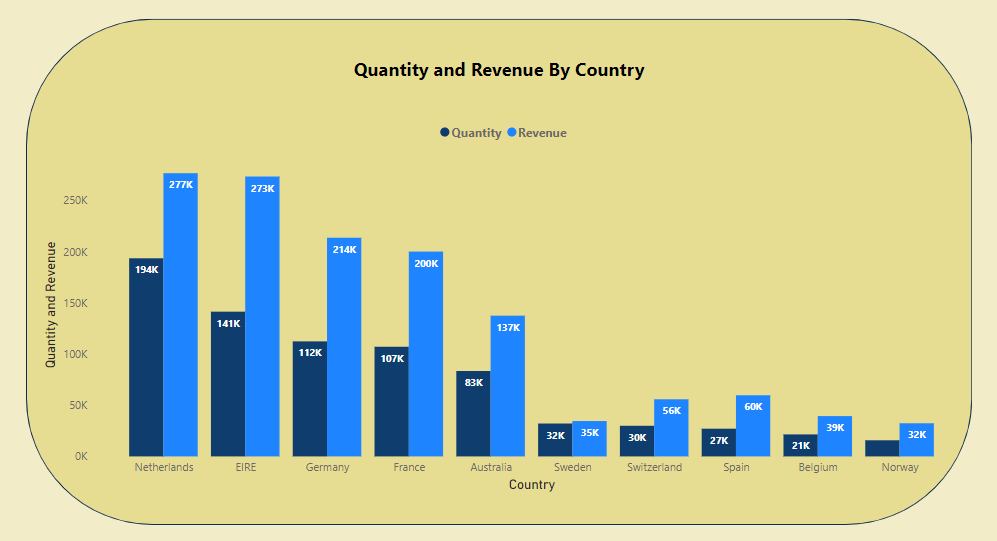 Quantity and Revenue By Country
Quantity Revenue
Quantity and Revenue
250K
200K
150K
100K
50K
0K
277K 273K 214K 200K 137K 35K 56K 60K 39K 32K
194K 141K 112K 107K 83K 32K 30K 27K 21K
Netherlands EIRE Germany France Australia Sweden Switzerland Spain Belgium Norway
Country